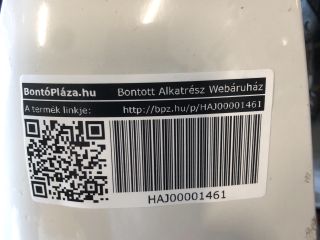 BontóPláza.hu Bontott Alkatrész Webáruház
A termék linkje: http://bpz.hu/p/HAJ00001461
HAJ00001461